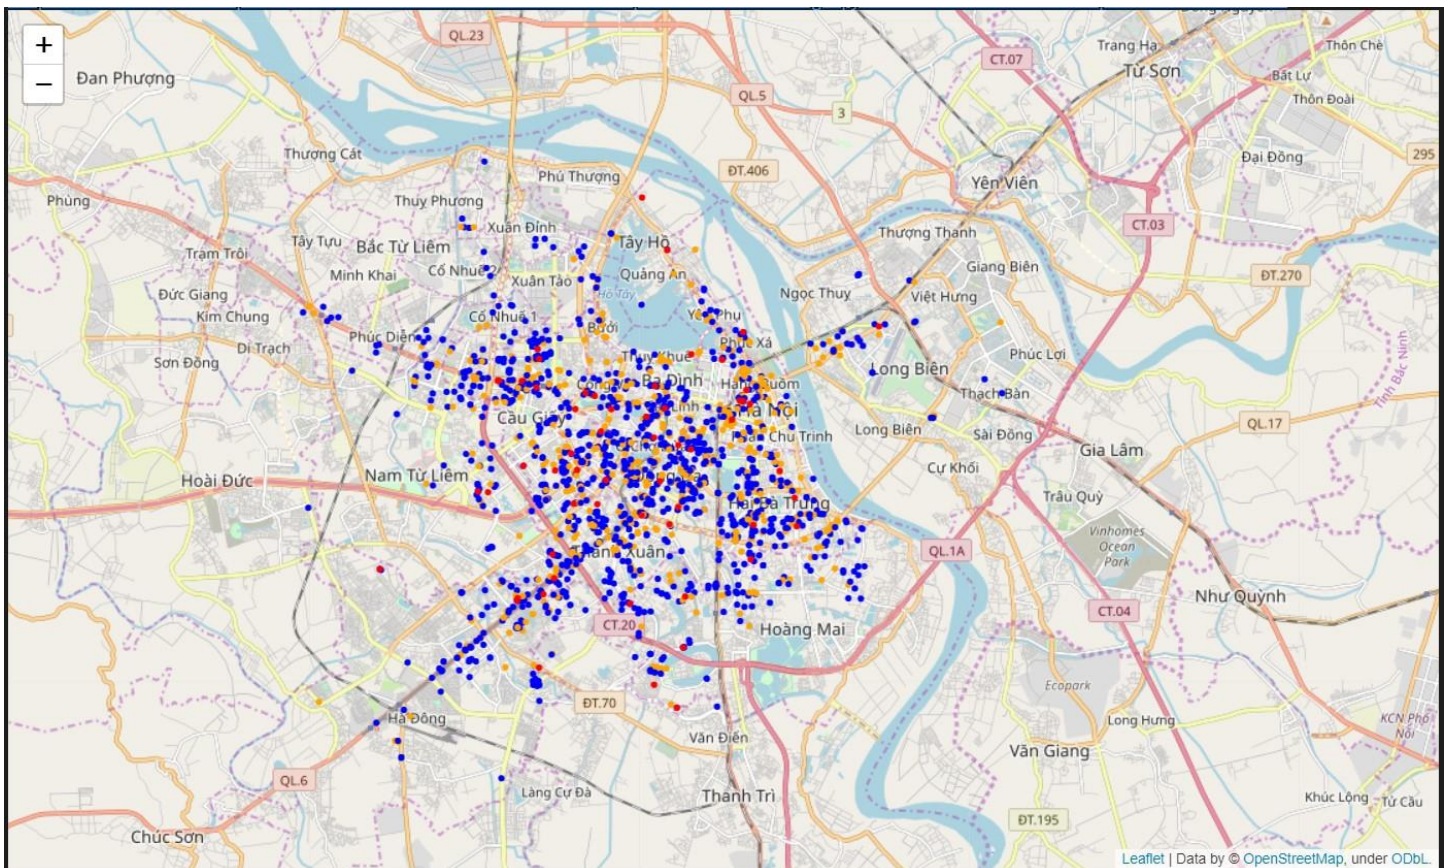 +
−
QL.23
Đan Phượng
QL.5
3
CT.07
Trang Hạ
Từ Sơn
Thôn Chè
Bất Lự
Thôn Đoài
Thượng Cát
Phú Thượng
ĐT.406
Yên Viên
Đại Đồng
295
Phùng
Thuỵ Phương
Xuân Đỉnh
Tây Hồ
Thượng Thanh
CT.03
Trạm Trôi
Tây Tựu
Bắc Từ Liêm
Minh Khai
Cổ Nhuế 2
Xuân Tảo
Quảng An
Hồ Tây
Ngọc Thuỵ
Giang Biên
Việt Hưng
ĐT.270
Đức Giang
Kim Chung
Cổ Nhuế 1
Bưởi
Yên Phụ
Phúc Xá
Sơn Đồng
Di Trạch
Phúc Diễn
Thụy Khuê
Ba Đình
Hàng Buồm
Long Biên
Phúc Lợi
Thạch Bàn
Tỉnh Bắc Ninh
Cầu Giấy
Hà Nội
Phan Chu Trinh
Long Biên
Sài Đồng
QL.17
Gia Lâm
Hoài Đức
Nam Từ Liêm
Hai Bà Trưng
Cự Khối
Trâu Quỳ
Vinhomes
Ocean
Park
Thanh Xuân
QL.1A
CT.04
Như Quỳnh
CT.20
Hoàng Mai
Ecopark
ĐT.70
Hà Đông
Văn Điển
Long Hưng
KCN Phố
Nối
Văn Giang
QL.6
Làng Cự Đà
Thanh Trì
ĐT.195
Khúc Lộng
Từ Cầu
Chúc Sơn
Leaflet | Data by © OpenStreetMap, under ODbL.